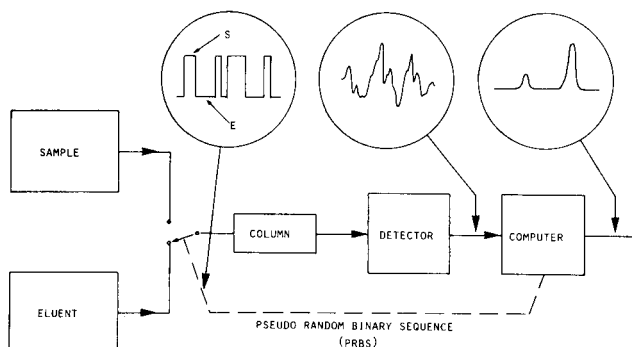 S
E
SAMPLE
COLUMN
DETECTOR
COMPUTER
ELUENT
PSEUDO RANDOM BINARY SEQUENCE
(PRBS)